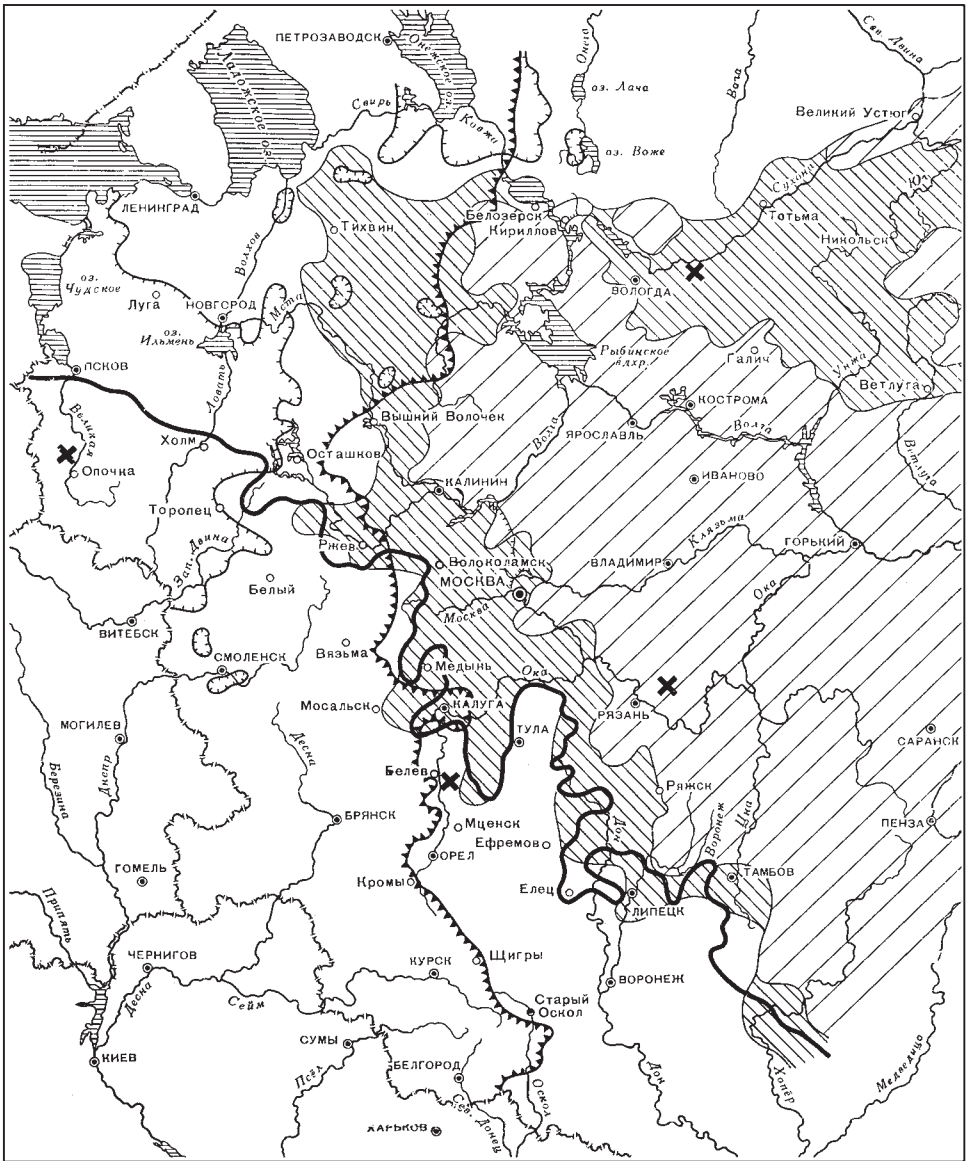 ПЕТРОЗАВОДСК
Онежское оз.
Онега
оз. Лача
Вага
Сев. Двина
Ладожское оз.
Свирь
Ковжа
оз. Воже
Великий Устюг
Сухона
Юг
ЛЕНИНГРАД
Волхов
Тихвин
Белозерск
Кириллов
Тотьма
Никольск
оз.
Чудское
Луга
НОВГОРОД
Мста
ВОЛОГДА
оз.
Ильмень
Рыбинское
вдхр.
Галич
Унжа
ПСКОВ
Ловать
Ветлуга
Великая
КОСТРОМА
Вышний Волочек
Волга
ЯРОСЛАВЛЬ
Волга
Холм
Осташков
Ветлуга
Опочка
КАЛИНИН
ИВАНОВО
Торопец
Зап. Двина
Ржев
Клязьма
ГОРЬКИЙ
Волоколамск
ВЛАДИМИР
Белый
МОСКВА
Ока
Москва
ВИТЕБСК
Вязьма
СМОЛЕНСК
Медынь
Ока
Мосальск
КАЛУГА
РЯЗАНЬ
МОГИЛЕВ
Днепр
Десна
ТУЛА
САРАНСК
Березина
Белев
Ряжск
БРЯНСК
Мценск
Дон
Воронеж
Цна
ПЕНЗА
Ефремов
ОРЕЛ
ГОМЕЛЬ
Кромы
Елец
ТАМБОВ
ЛИПЕЦК
Припять
ЧЕРНИГОВ
КУРСК
Щигры
ВОРОНЕЖ
Десна
Сейм
Старый
Оскол
СУМЫ
КИЕВ
Псёл
БЕЛГОРОД
Оскол
Дон
Хопёр
Медведица
Сев. Донец
ХАРЬКОВ